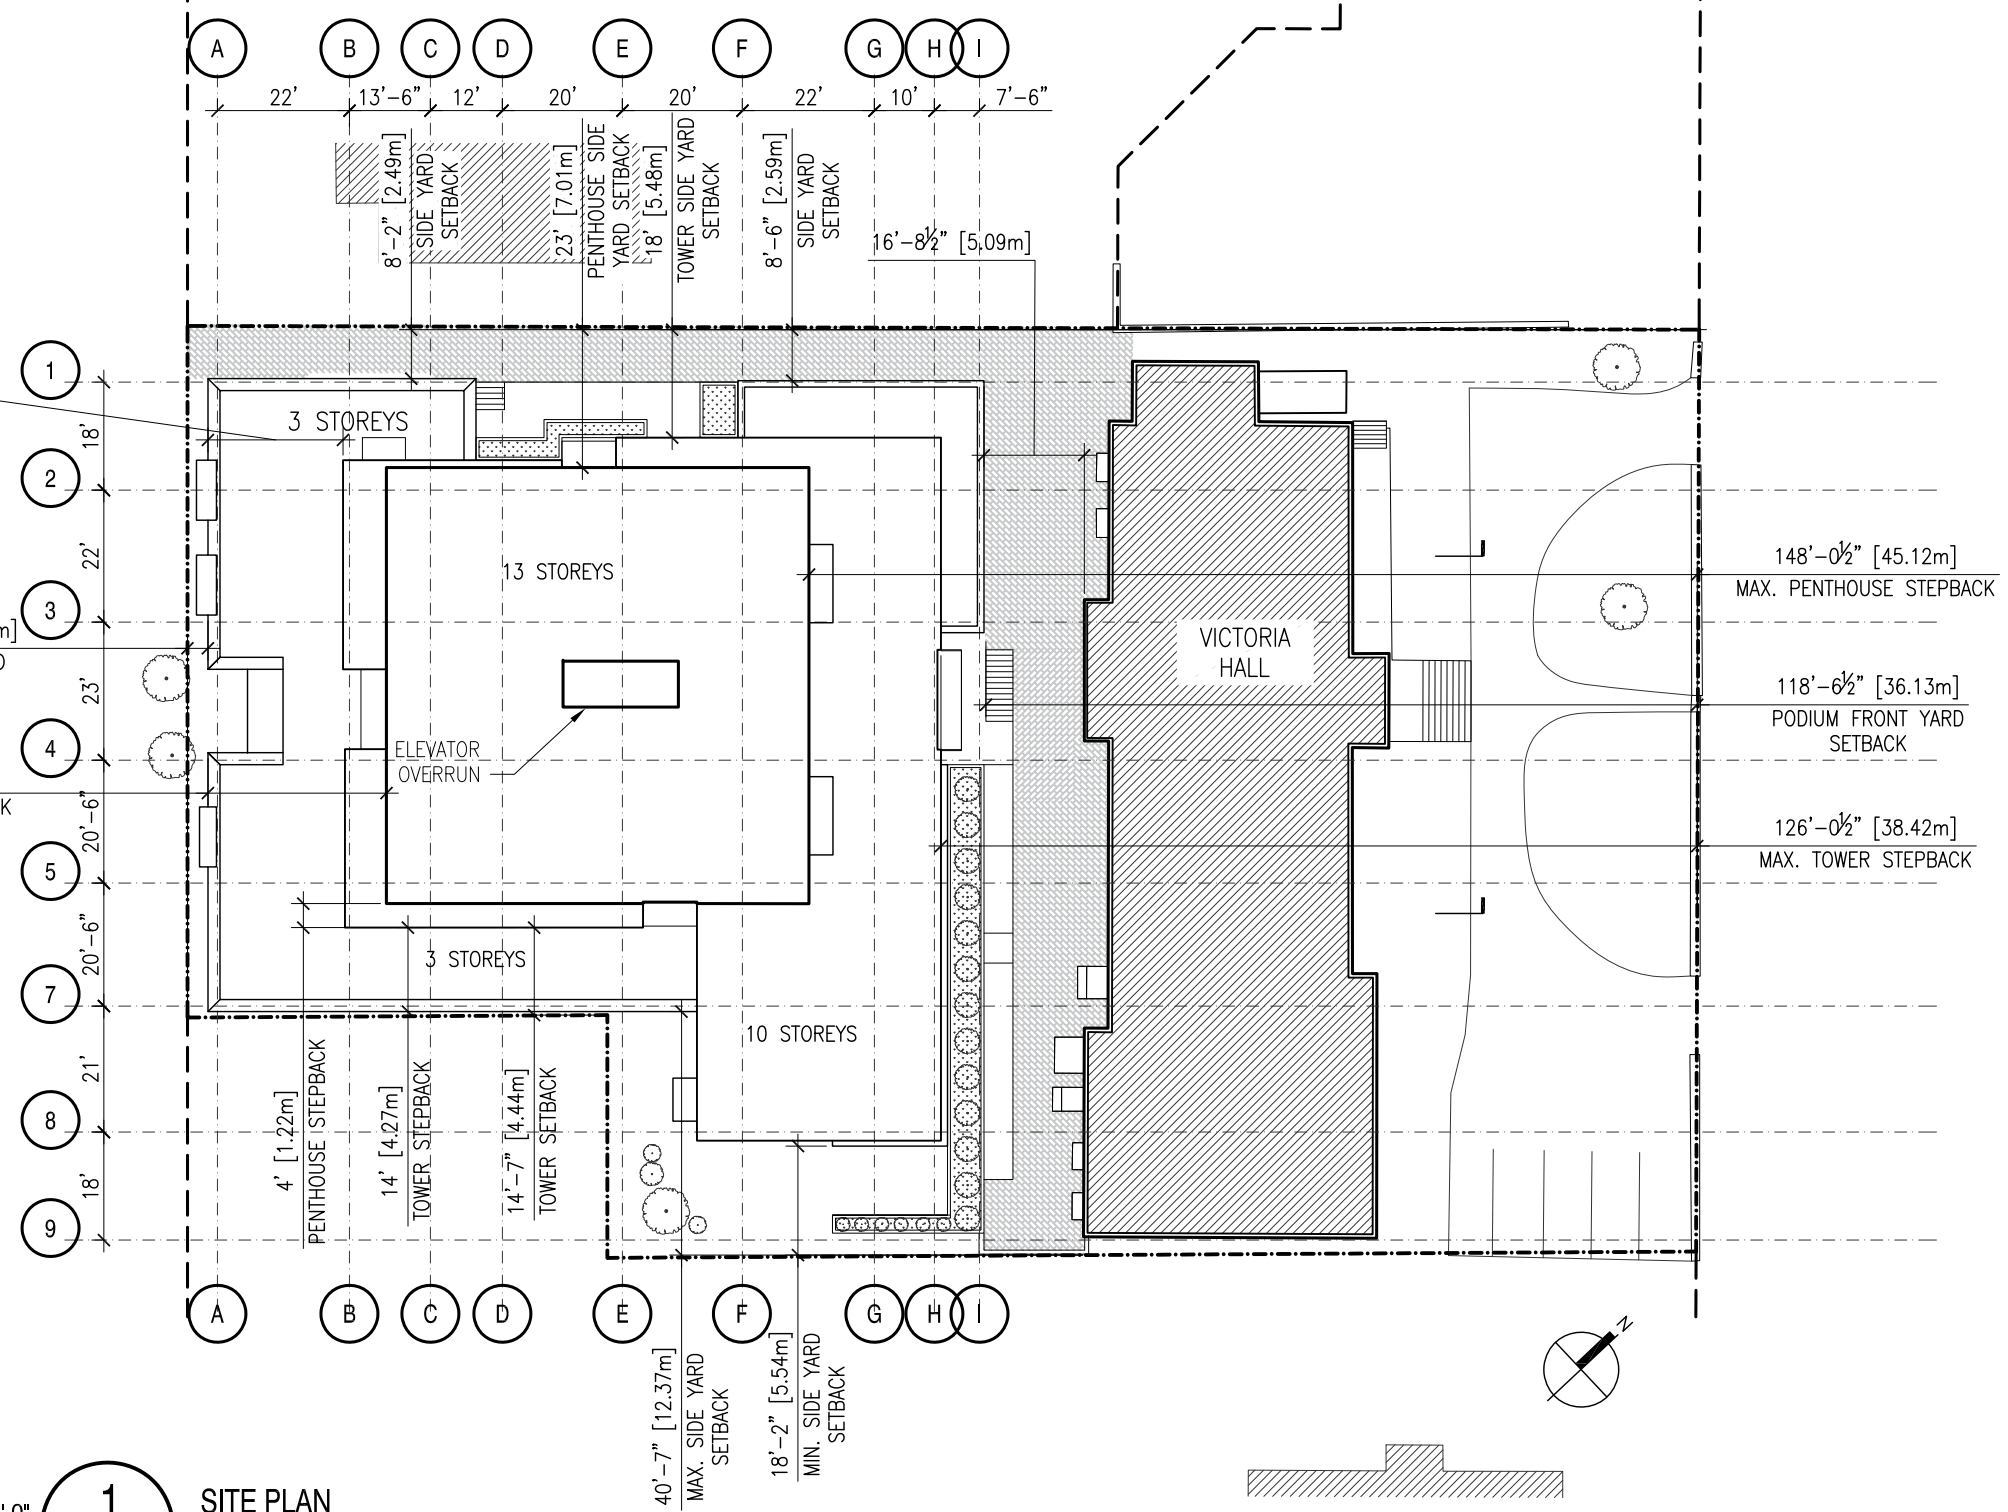 A B C D E F G H I
22' 13'-6" 12' 20' 20' 22' 10' 7'-6"
8'-2" [2.49m]
SIDE YARD
SETBACK
23' [7.01m]
PENTHOUSE SIDE
YARD SETBACK
18' [5.48m]
TOWER SIDE YARD
SETBACK
8'-6" [2.59m]
SIDE YARD
SETBACK
16'-8½" [5.09m]
1
18'
2
22'
3
23'
4
20'-6"
5
20'-6"
7
21'
8
18'
9
m]
K
3 STOREYS
13 STOREYS
ELEVATOR
OVERRUN
3 STOREYS
10 STOREYS
VICTORIA
HALL
148'-0½" [45.12m]
MAX. PENTHOUSE STEPBACK
118'-6½" [36.13m]
PODIUM FRONT YARD
SETBACK
126'-0½" [38.42m]
MAX. TOWER STEPBACK
4' [1.22m]
PENTHOUSE STEPBACK
14' [4.27m]
TOWER STEPBACK
14'-7" [4.44m]
TOWER SETBACK
A B C D E F G H I
40'-7" [12.37m]
MAX. SIDE YARD
SETBACK
18'-2" [5.54m]
MIN. SIDE YARD
SETBACK
N
1
SITE PLAN